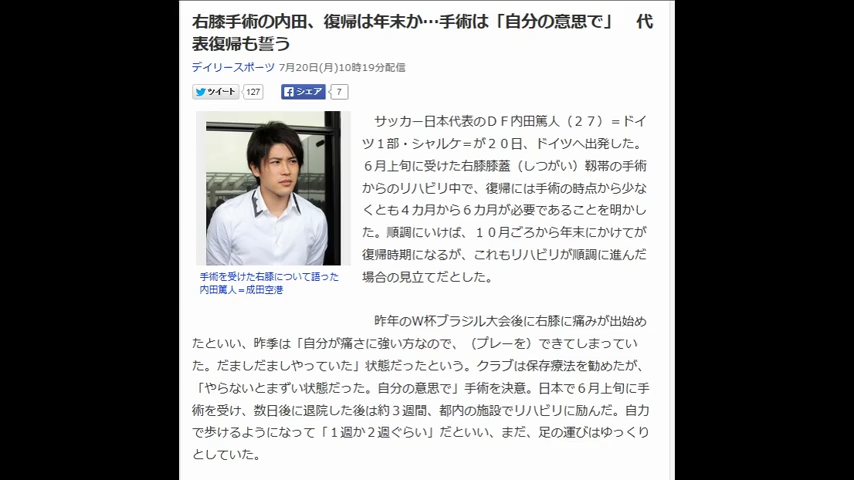 右膝手術の内田、復帰は年末か…手術は「自分の意思で」　代
表復帰も誓う
デイリースポーツ 7月20日(月)10時19分配信
ツイート 127 シェア 7
サッカー日本代表のＤＦ内田篤人（２７）＝ドイ
ツ１部・シャルケ＝が２０日、ドイツへ出発した。
６月上旬に受けた右膝膝蓋（しつがい）靱帯の手術
からのリハビリ中で、復帰には手術の時点から少なく
とも４カ月から６カ月が必要であることを明かし
た。順調にいけば、１０月ごろから年末にかけてが
復帰時期になるが、これもリハビリが順調に進んだ
場合の見立てだとした。
手術を受けた右膝について語った
内田篤人＝成田空港
昨年のＷ杯ブラジル大会後に右膝に痛みが出始め
たといい、昨季は「自分が痛さに強い方なので、（プレーを）できてしまってい
た。だましだましやっていた」状態だったという。クラブは保存療法を勧めたが、
「やらないとまずい状態だった。自分の意思で」手術を決意。日本で６月上旬に手
術を受け、数日後に退院した後は約３週間、都内の施設でリハビリに励んだ。自力
で歩けるようになって「１週か２週ぐらい」だといい、まだ、足の運びはゆっくり
としていた。